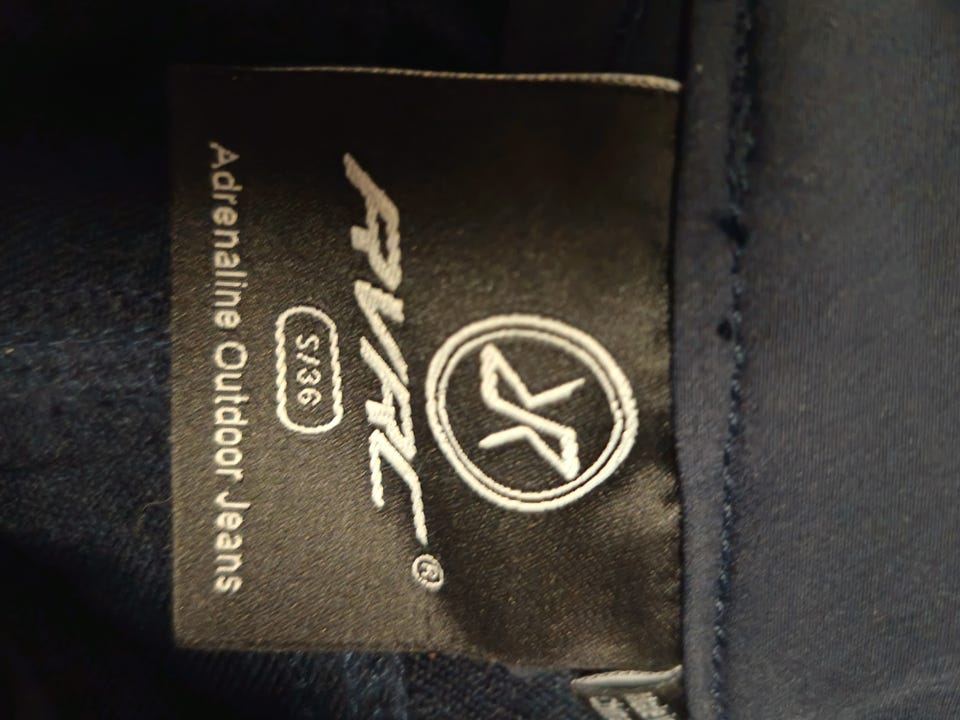 RVRC®
S/36
Adrenaline Outdoor Jeans